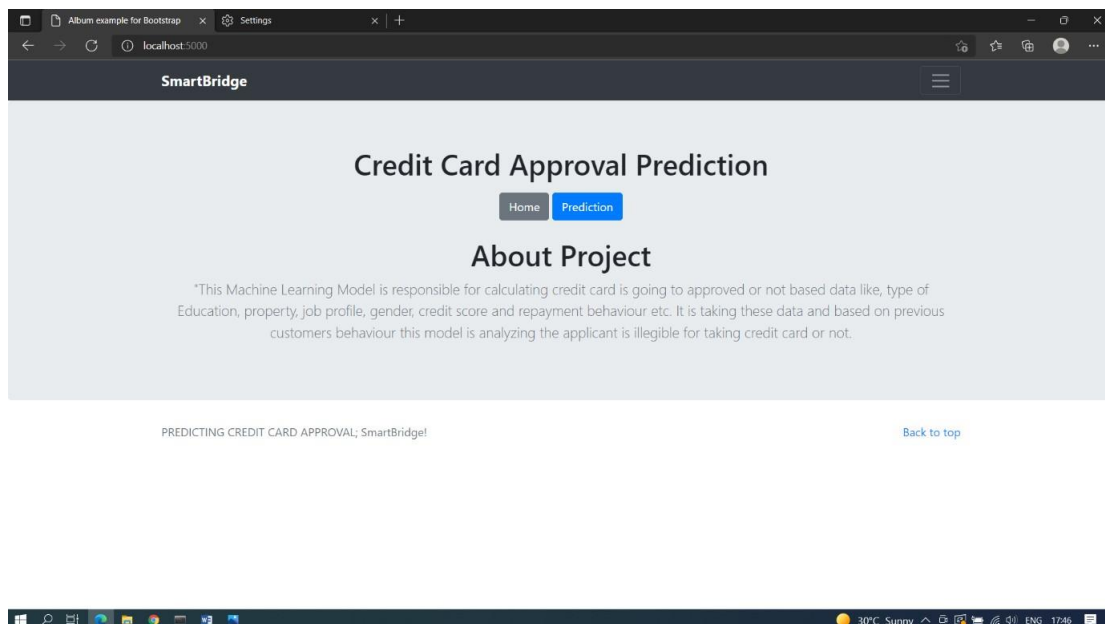 Album example for Bootstrap
Settings
localhost:5000
SmartBridge
Credit Card Approval Prediction
Home Prediction
About Project
"This Machine Learning Model is responsible for calculating credit card is going to approved or not based data like, type of
Education, property, job profile, gender, credit score and repayment behaviour etc. It is taking these data and based on previous
customers behaviour this model is analyzing the applicant is illegible for taking credit card or not.
PREDICTING CREDIT CARD APPROVAL; SmartBridge!
Back to top
30°C Sunny ENG 17:46